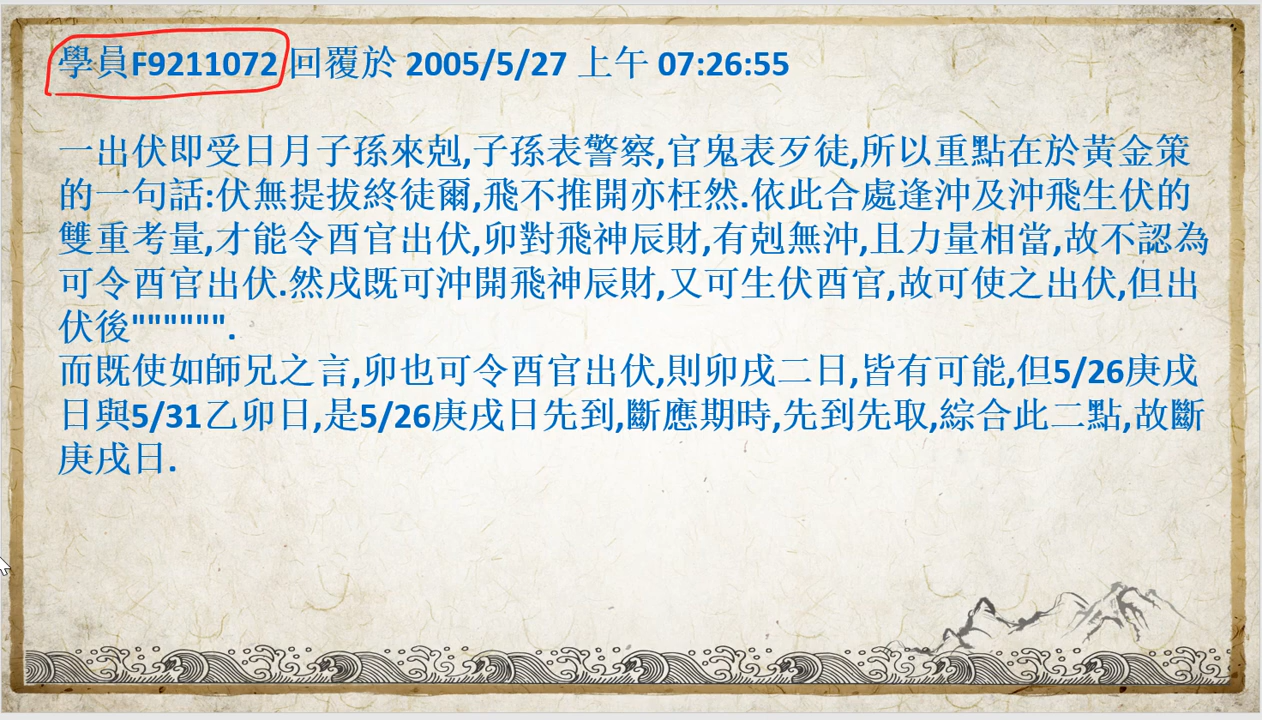 學員F9211072 回覆於 2005/5/27 上午 07:26:55
一出伏即受日月子孫來剋,子孫表警察,官鬼表歹徒,所以重點在於黃金策
的一句話:伏無提拔終徒爾,飛不推開亦枉然.依此合處逢沖及沖飛生伏的
雙重考量,才能令酉官出伏,卯對飛神辰財,有剋無沖,且力量相當,故不認為
可令酉官出伏.然戌既可沖開飛神辰財,又可生伏酉官,故可使之出伏,但出
伏後"""""".
而既使如師兄之言,卯也可令酉官出伏,則卯戌二日,皆有可能,但5/26庚戌
日與5/31乙卯日,是5/26庚戌日先到,斷應期時,先到先取,綜合此二點,故斷
庚戌日.